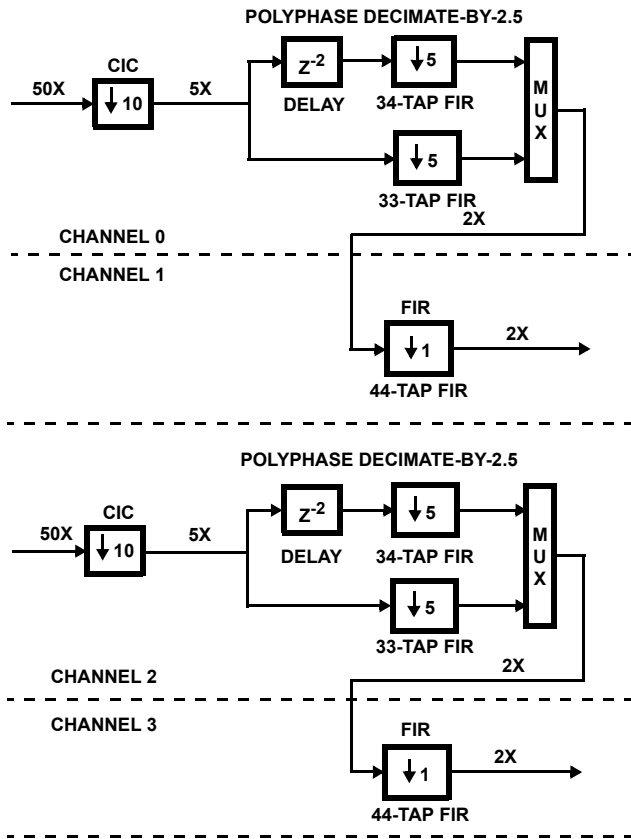 POLYPHASE DECIMATE-BY-2.5
CIC
50X
↓ 10
5X
Z-2
DELAY
↓ 5
34-TAP FIR
↓ 5
33-TAP FIR
MUX
2X
CHANNEL 0
CHANNEL 1
FIR
↓ 1
2X
44-TAP FIR
POLYPHASE DECIMATE-BY-2.5
CIC
50X
↓ 10
5X
Z-2
DELAY
↓ 5
34-TAP FIR
↓ 5
33-TAP FIR
MUX
2X
CHANNEL 2
CHANNEL 3
FIR
↓ 1
2X
44-TAP FIR